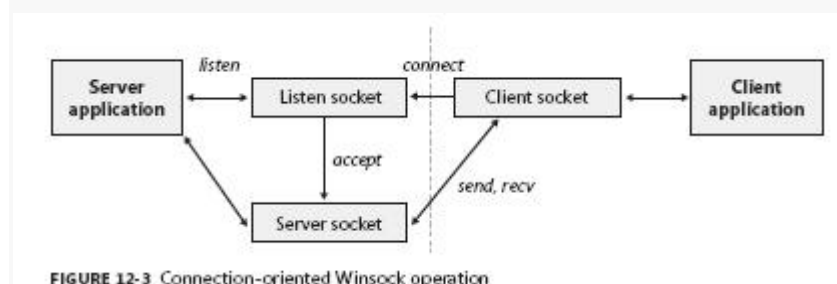 listen
connect
Server
application
Listen socket
Client socket
Client
application
accept
send, recv
Server socket
FIGURE 12-3 Connection-oriented Winsock operation